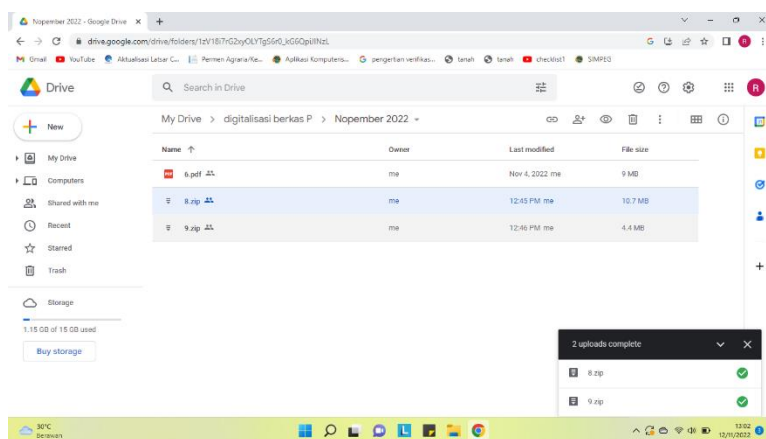 Nopember 2022 - Google Drive
drive.google.com/drive/folders/
Gmail YouTube Aktualisasi Latsar C... Permen Agraria/Ke... Aplikasi Komputeris... pengertian verifikas... tanah tanah checklist1 SIMPEG
Drive
Search in Drive
R
New
My Drive > digitalisasi berkas P > Nopember 2022
Name Owner Last modified File size
My Drive
6.pdf me Nov 4, 2022 me 9 MB
Computers
Shared with me
8.zip me 12:45 PM me 10.7 MB
Recent
9.zip me 12:46 PM me 4.4 MB
Starred
Trash
Storage
1.15 GB of 15 GB used
Buy storage
2 uploads complete
8.zip
9.zip
30°C
Berawan
13:02
12/11/2022